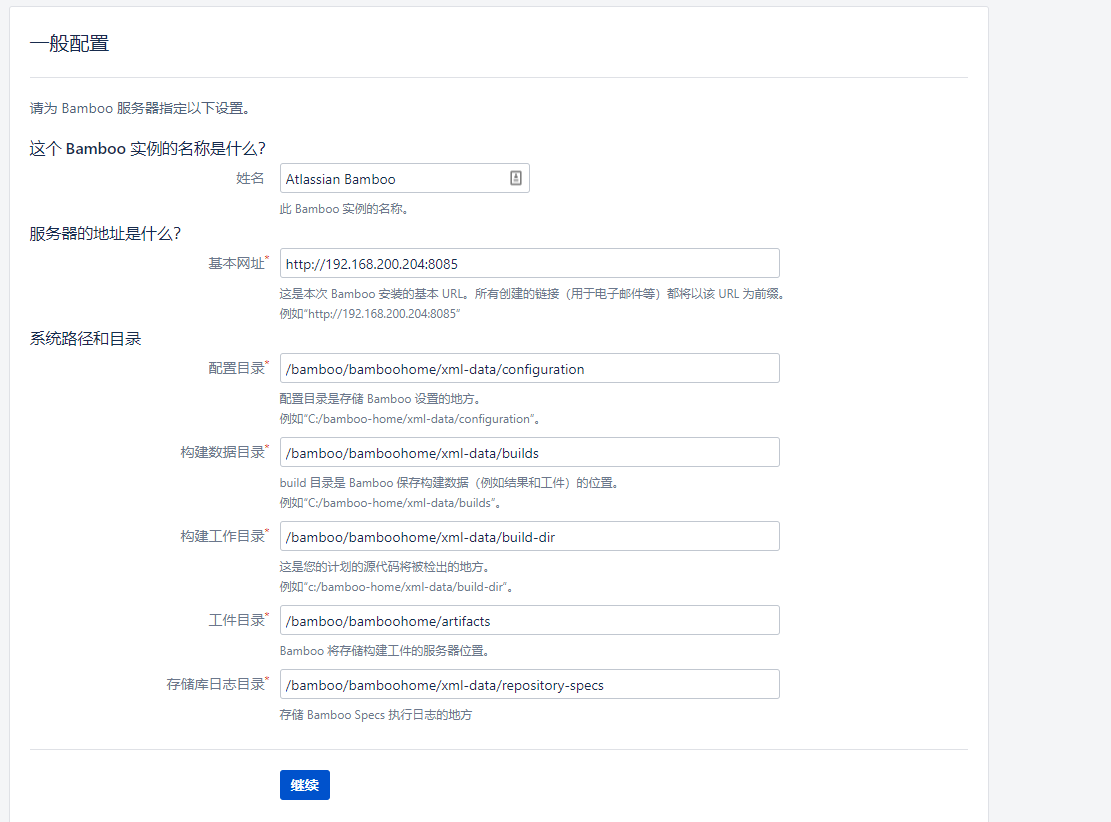 一般配置
请为 Bamboo 服务器指定以下设置。
这个 Bamboo 实例的名称是什么？
姓名 Atlassian Bamboo
此 Bamboo 实例的名称。
服务器的地址是什么？
基本网址* http://192.168.200.204:8085
这是本次 Bamboo 安装的基本 URL。所有创建的链接（用于电子邮件等）都将以该 URL 为前缀。
例如“http://192.168.200.204:8085”
系统路径和目录
配置目录* /bamboo/bamboohome/xml-data/configuration
配置目录是存储 Bamboo 设置的地方。
例如“C:/bamboo-home/xml-data/configuration”。
构建数据目录* /bamboo/bamboohome/xml-data/builds
build 目录是 Bamboo 保存构建数据（例如结果和工件）的位置。
例如“C:/bamboo-home/xml-data/builds”。
构建工作目录* /bamboo/bamboohome/xml-data/build-dir
这是您的计划的源代码将被检出的地方。
例如“c:/bamboo-home/xml-data/build-dir”。
工件目录* /bamboo/bamboohome/artifacts
Bamboo 将存储构建工件的服务器位置。
存储库日志目录* /bamboo/bamboohome/xml-data/repository-specs
存储 Bamboo Specs 执行日志的地方
继续